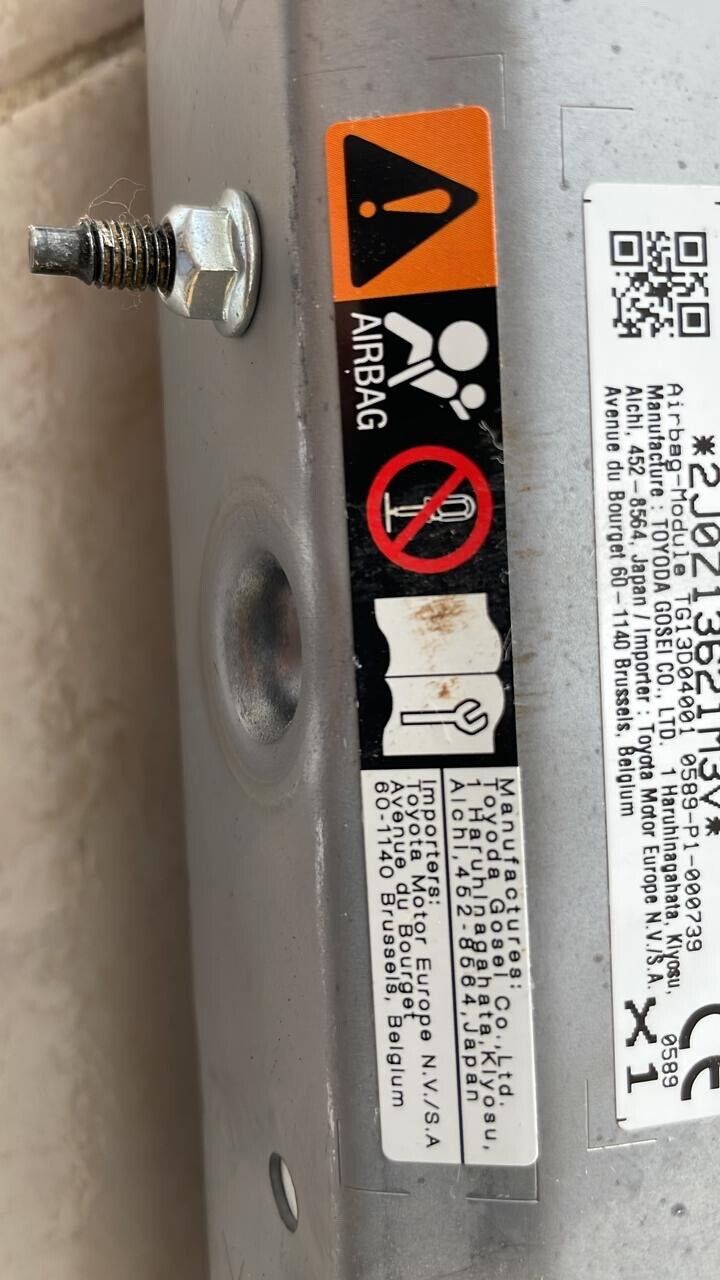 AIRBAG
Manufactures:
Toyoda Gosei Co.,Ltd.
1 Haruhinagahata,Kiyosu,
Aichi,452-8564,Japan
Importers:
Toyota Motor Europe N.V./S.A
Avenue du Bourget
60-1140 Brussels, Belgium
*2J0Z13621M3V*
Airbag-Module TG13D04001 0589-P1-000739
Manufacture : TOYODA GOSEI CO., LTD. 1 Haruhinagahata, Kiyosu,
Aichi, 452-8564, Japan / Importer : Toyota Motor Europe N.V./S.A.
Avenue du Bourget 60-1140 Brussels, Belgium
CE
0589
X1